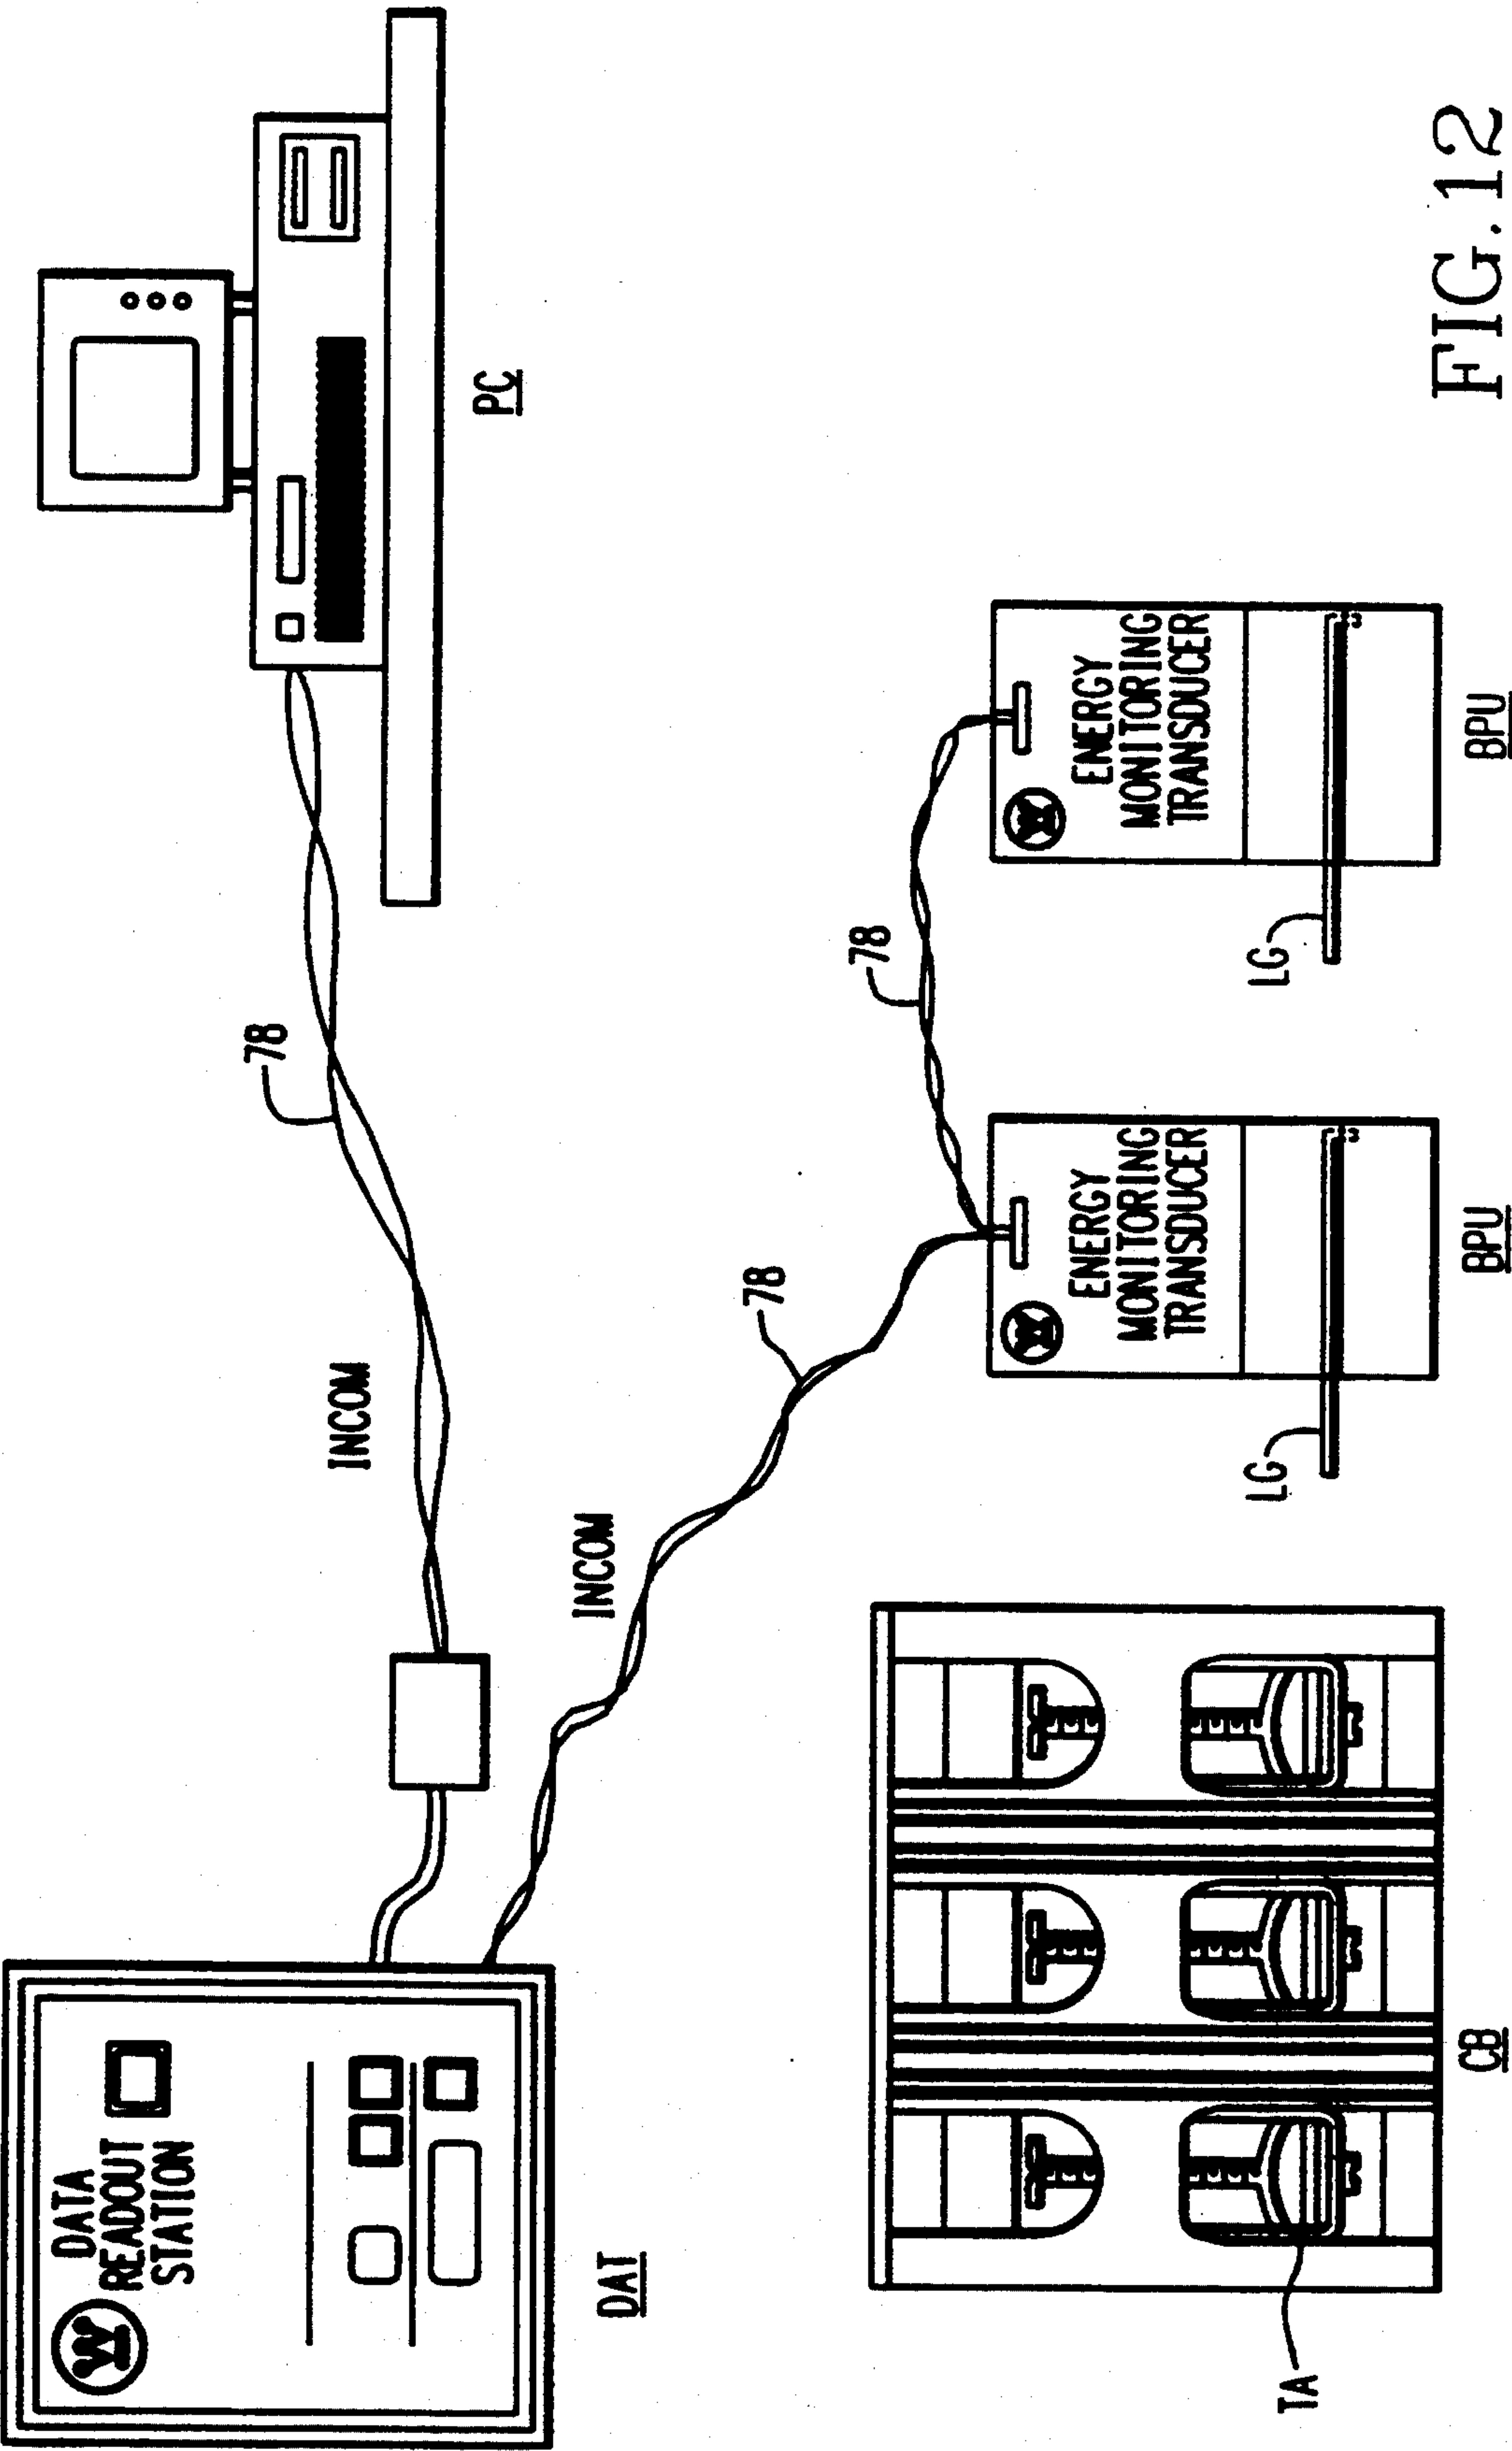 DATA
READOUT
STATION
DAT
INCOM
78
PC
INCOM
78
78
ENERGY
MONITORING
TRANSDUCER
LG
BPU
ENERGY
MONITORING
TRANSDUCER
LG
BPU
TA
CB
FIG.12